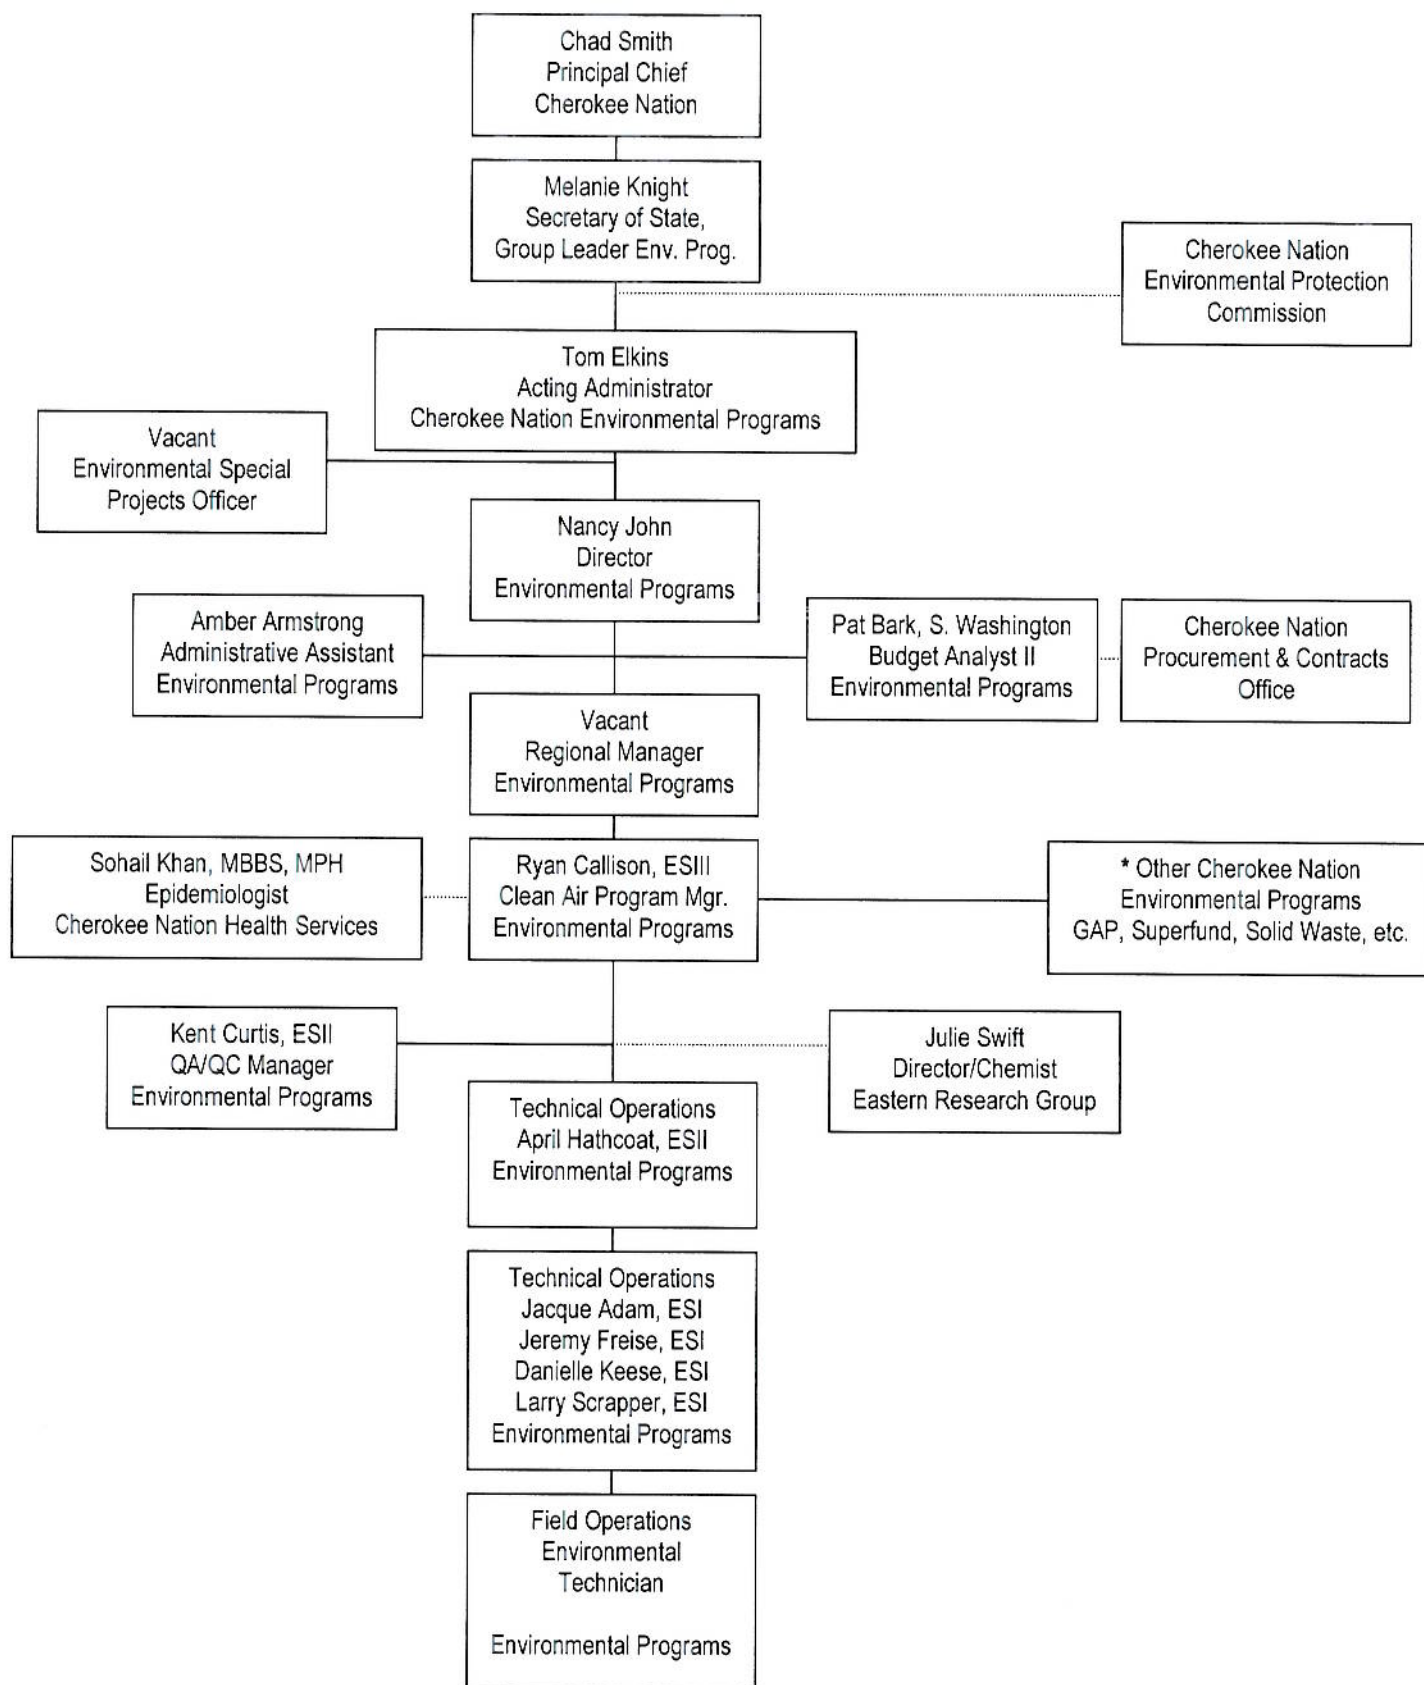 Chad Smith
Principal Chief
Cherokee Nation
Melanie Knight
Secretary of State,
Group Leader Env. Prog.
Cherokee Nation
Environmental Protection
Commission
Tom Elkins
Acting Administrator
Cherokee Nation Environmental Programs
Vacant
Environmental Special
Projects Officer
Nancy John
Director
Environmental Programs
Amber Armstrong
Administrative Assistant
Environmental Programs
Pat Bark, S. Washington
Budget Analyst II
Environmental Programs
Cherokee Nation
Procurement & Contracts
Office
Vacant
Regional Manager
Environmental Programs
Sohail Khan, MBBS, MPH
Epidemiologist
Cherokee Nation Health Services
Ryan Callison, ESIII
Clean Air Program Mgr.
Environmental Programs
* Other Cherokee Nation
Environmental Programs
GAP, Superfund, Solid Waste, etc.
Kent Curtis, ESII
QA/QC Manager
Environmental Programs
Julie Swift
Director/Chemist
Eastern Research Group
Technical Operations
April Hathcoat, ESII
Environmental Programs
Technical Operations
Jacque Adam, ESI
Jeremy Freise, ESI
Danielle Keese, ESI
Larry Scrapper, ESI
Environmental Programs
Field Operations
Environmental
Technician
Environmental Programs